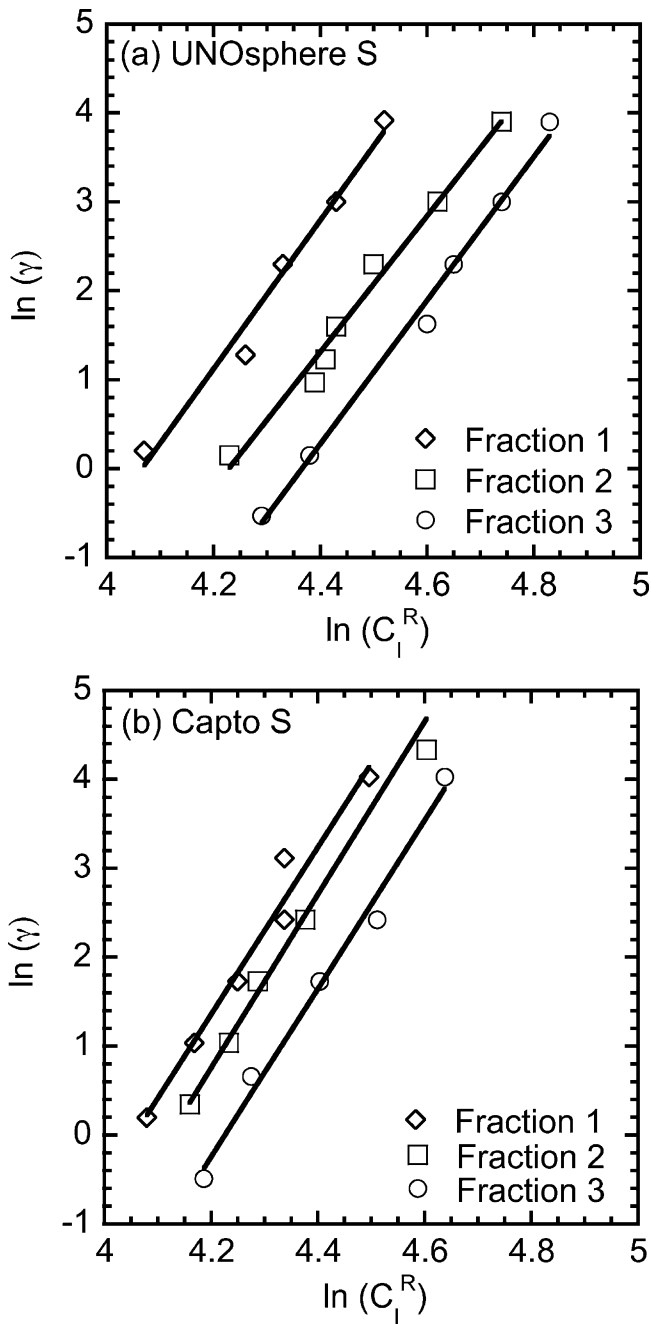 (a) UNOsphere S
5
4
3
2
1
0
-1
ln (γ)
Fraction 1
Fraction 2
Fraction 3
4 4.2 4.4 4.6 4.8 5
ln (C_I^R)
(b) Capto S
5
4
3
2
1
0
-1
ln (γ)
Fraction 1
Fraction 2
Fraction 3
4 4.2 4.4 4.6 4.8 5
ln (C_I^R)